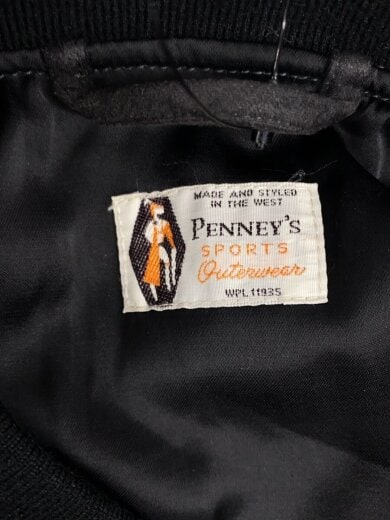 MADE AND STYLED
IN THE WEST
PENNEY'S
SPORTS
Outerwear
WPL 11935